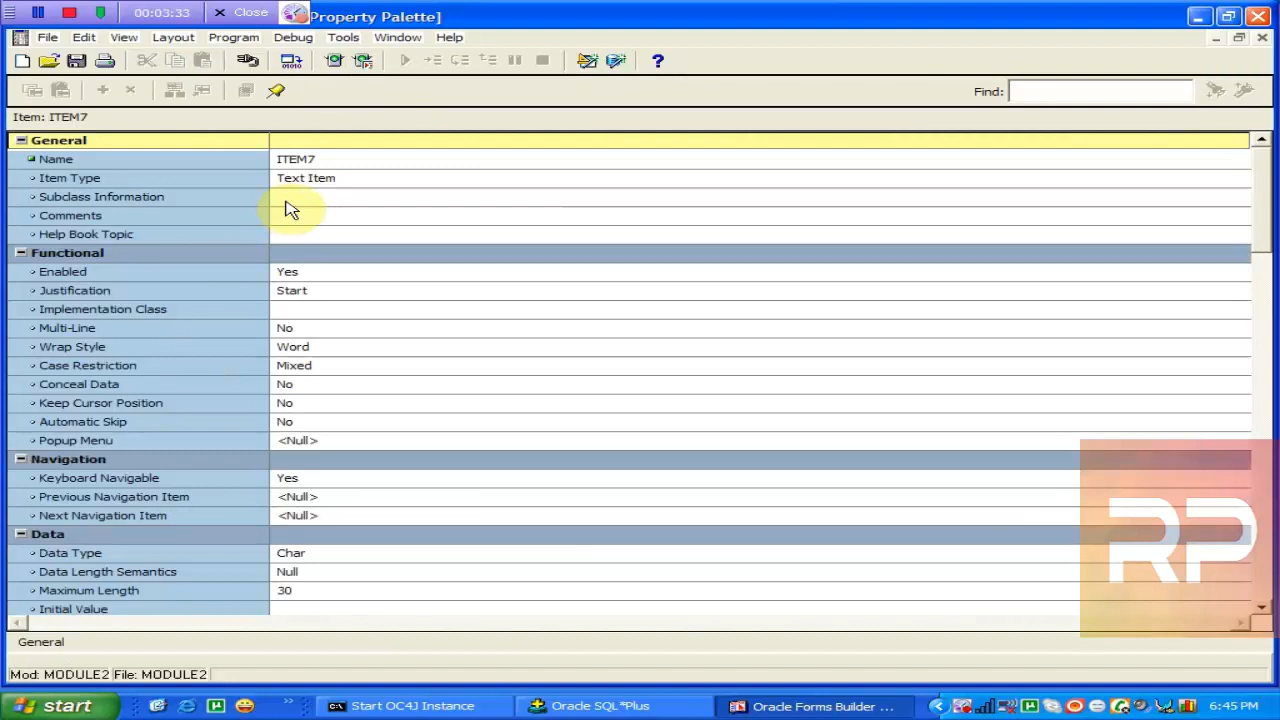 00:03:33 Close Property Palette]
File Edit View Layout Program Debug Tools Window Help
Find:
Item: ITEM7
General
Name ITEM7
Item Type Text Item
Subclass Information
Comments
Help Book Topic
Functional
Enabled Yes
Justification Start
Implementation Class
Multi-Line No
Wrap Style Word
Case Restriction Mixed
Conceal Data No
Keep Cursor Position No
Automatic Skip No
Popup Menu <Null>
Navigation
Keyboard Navigable Yes
Previous Navigation Item <Null>
Next Navigation Item <Null>
Data
Data Type Char
Data Length Semantics Null
Maximum Length 30
Initial Value
RP
General
Mod: MODULE2 File: MODULE2
start Start OC4J Instance Oracle SQL*Plus Oracle Forms Builder ... 6:45 PM